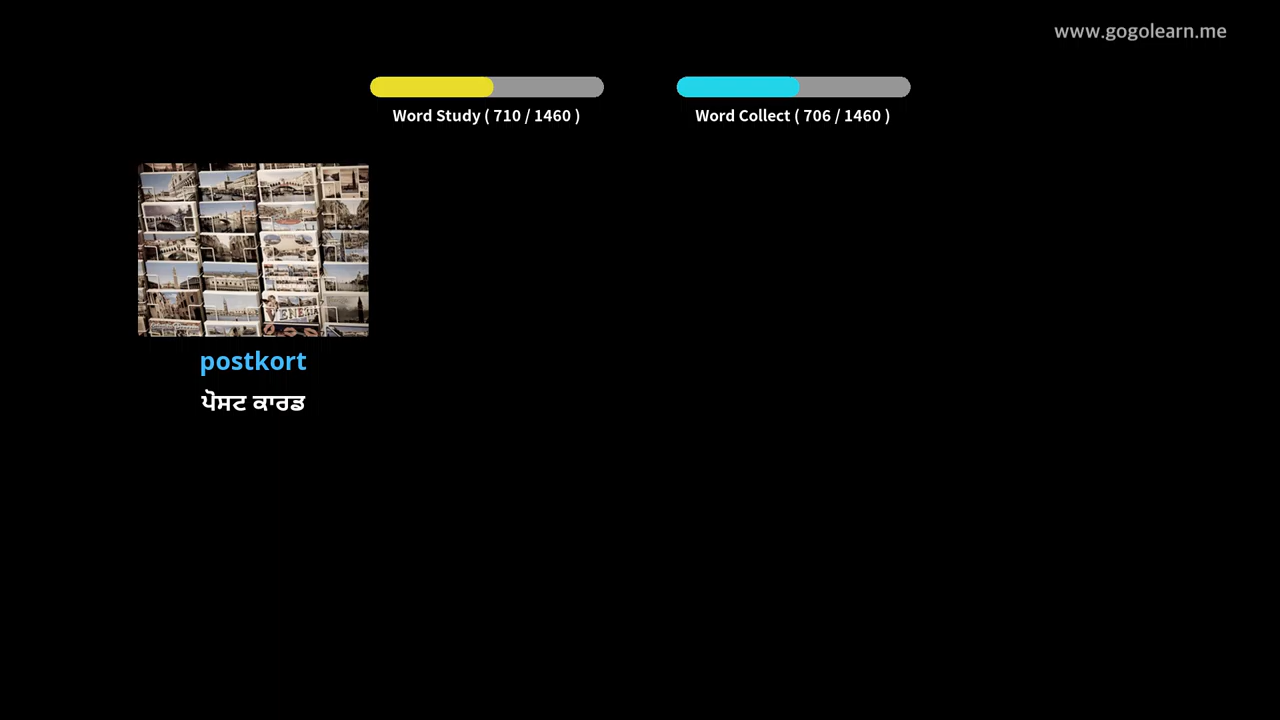 www.gogolearn.me
Word Study ( 710 / 1460 )
Word Collect ( 706 / 1460 )
postkort
ਪੋਸਟ ਕਾਰਡ